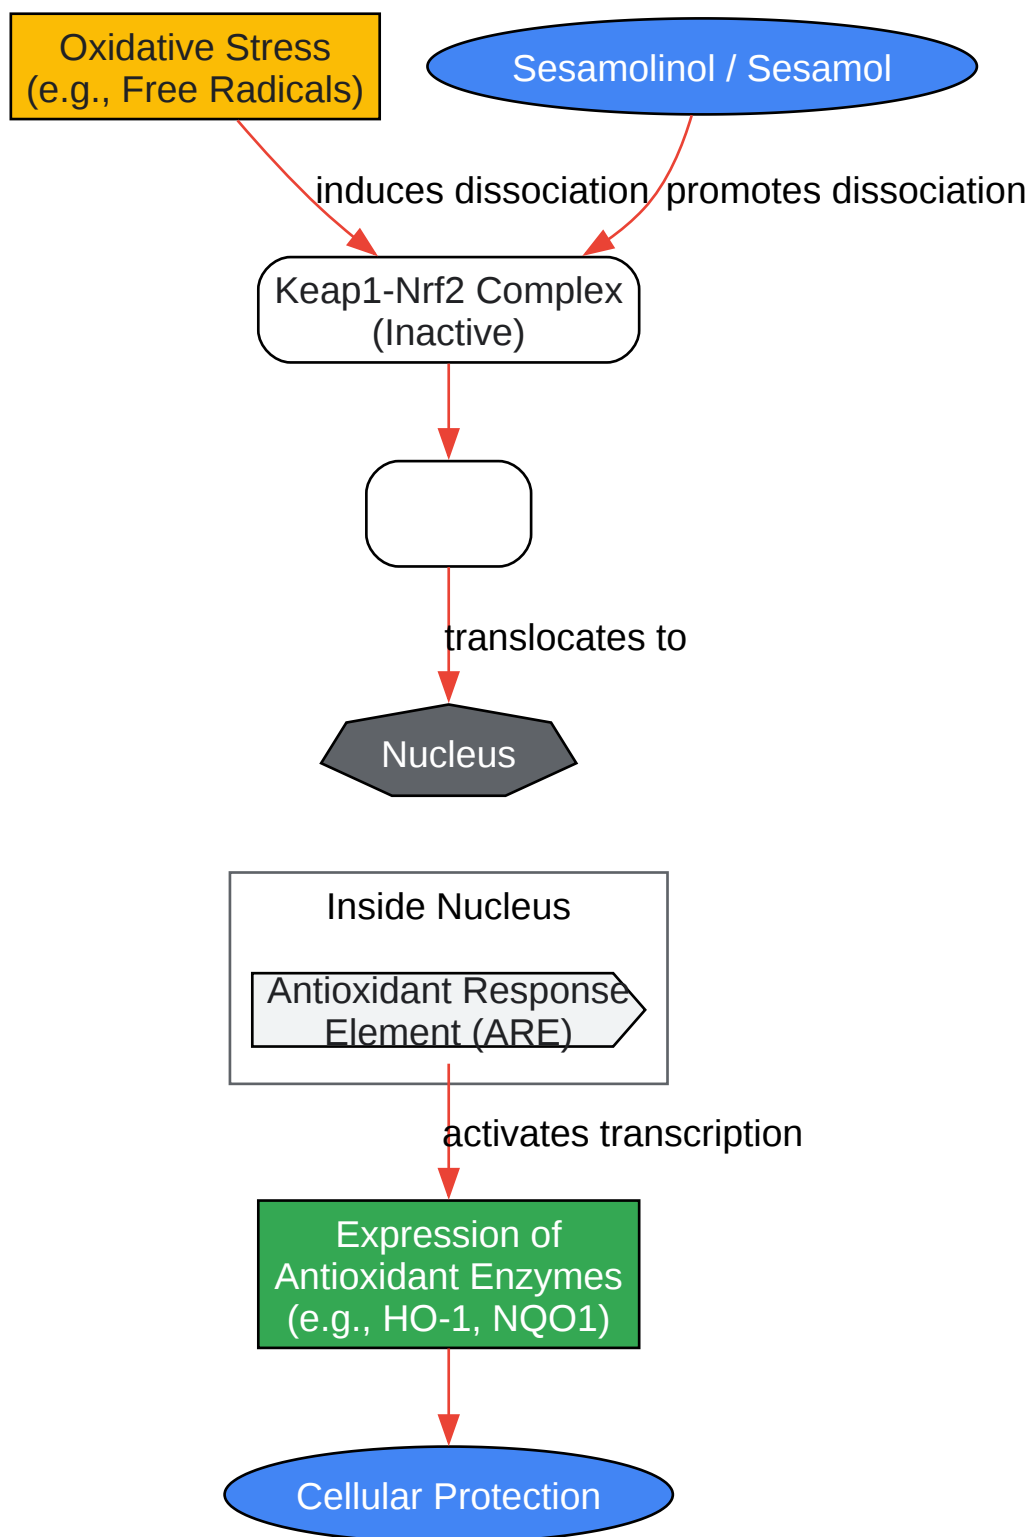 Oxidative Stress
(e.g., Free Radicals)
Sesamolinol / Sesamol
induces dissociation
promotes dissociation
Keap1-Nrf2 Complex
(Inactive)
translocates to
Nucleus
Inside Nucleus
Antioxidant Response
Element (ARE)
activates transcription
Expression of
Antioxidant Enzymes
(e.g., HO-1, NQO1)
Cellular Protection